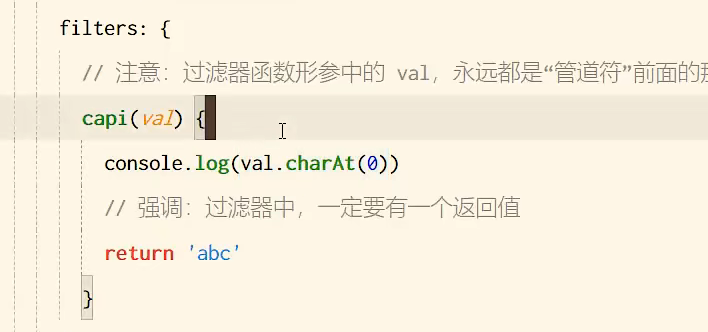 filters: {
// 注意：过滤器函数形参中的 val，永远都是“管道符”前面的
capi(val) {
console.log(val.charAt(0))
// 强调：过滤器中，一定要有一个返回值
return 'abc'
}